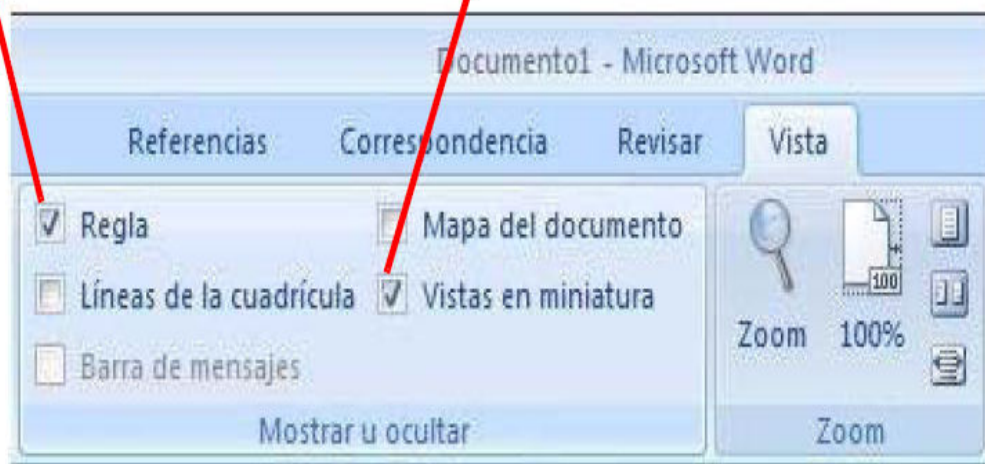 Documento1 - Microsoft Word
Referencias Correspondencia Revisar Vista
Regla Mapa del documento
Líneas de la cuadrícula Vistas en miniatura
Barra de mensajes
100
Zoom 100%
Mostrar u ocultar Zoom